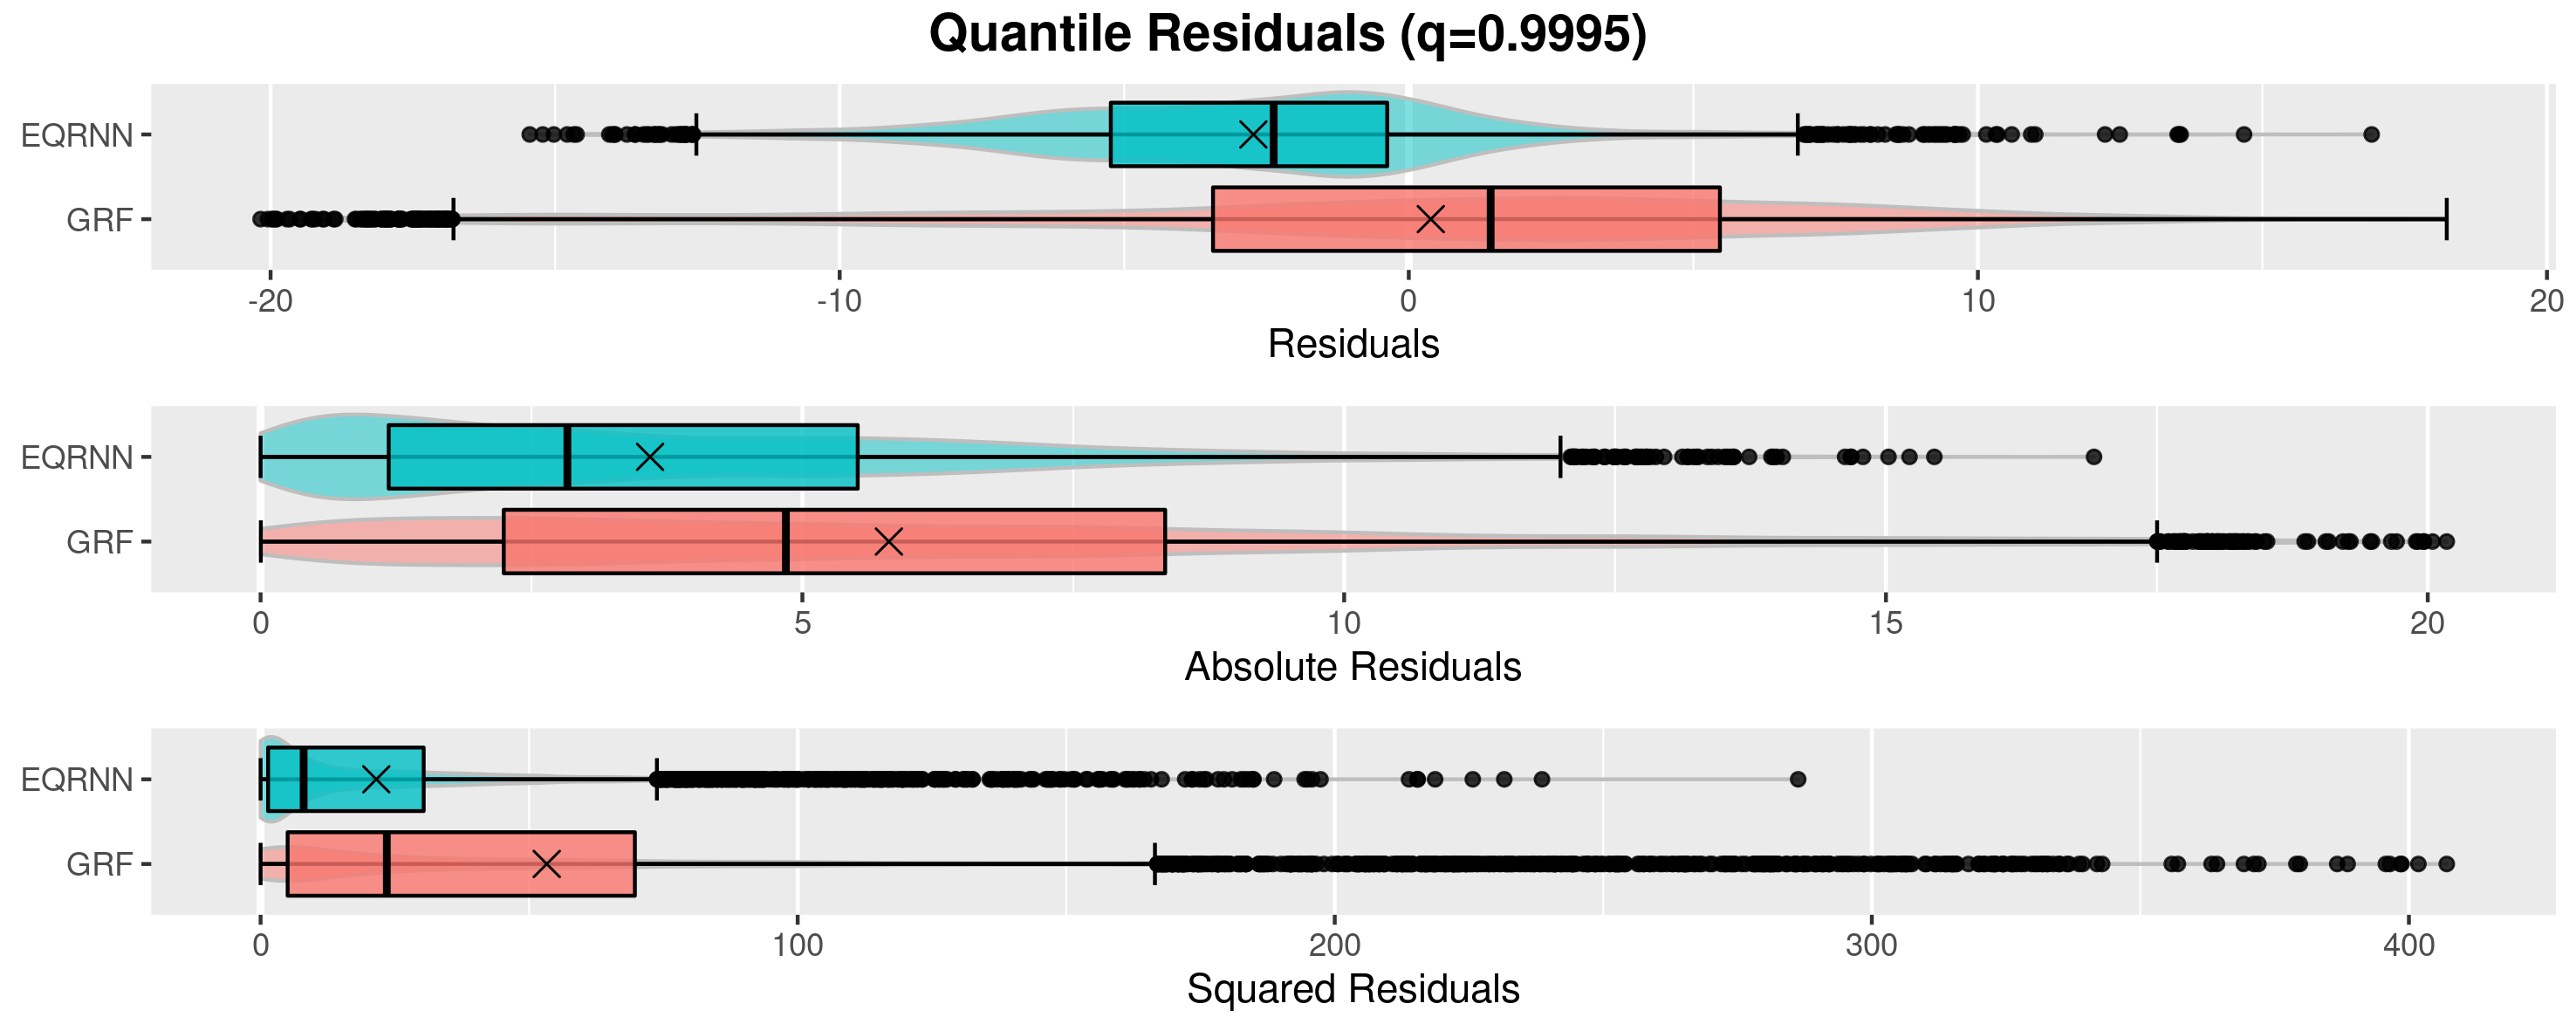 Quantile Residuals (q=0.9995)
EQRNN
GRF
-20 -10 0 10 20
Residuals
EQRNN
GRF
0 5 10 15 20
Absolute Residuals
EQRNN
GRF
0 100 200 300 400
Squared Residuals